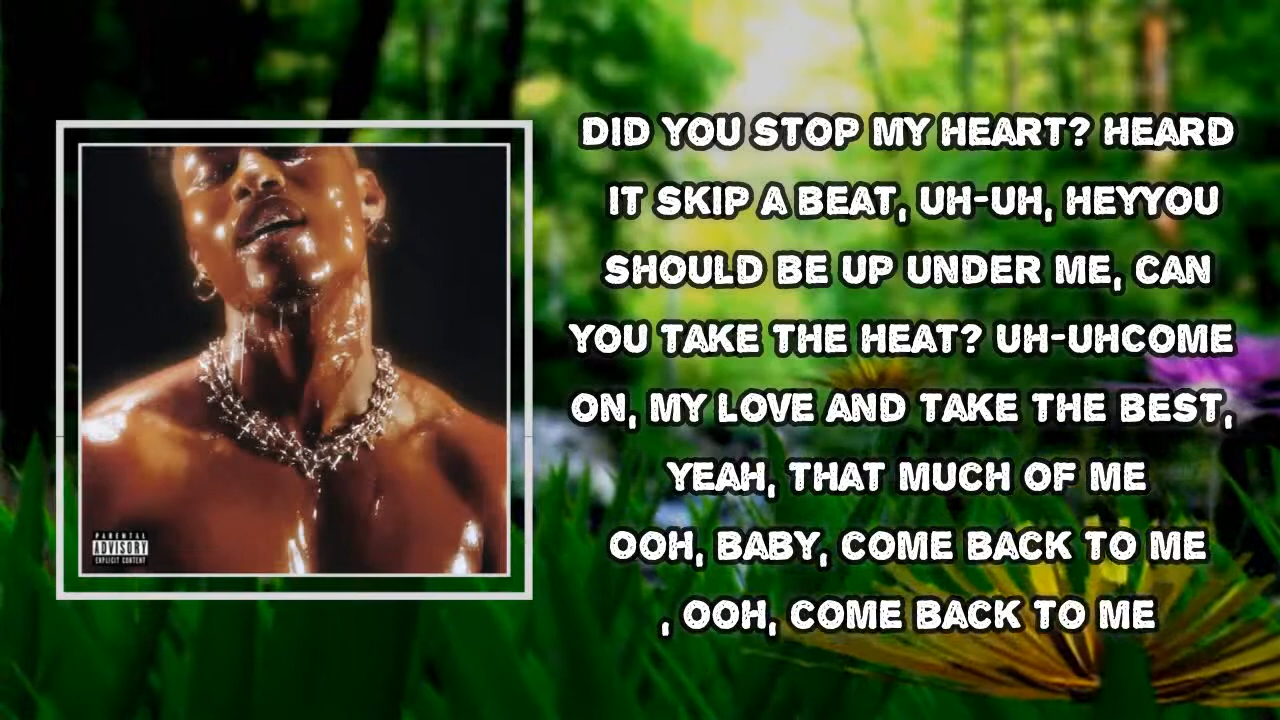 DID YOU STOP MY HEART? HEARD
IT SKIP A BEAT, UH-UH, HEYYOU
SHOULD BE UP UNDER ME, CAN
YOU TAKE THE HEAT? UH-UHCOME
ON, MY LOVE AND TAKE THE BEST,
YEAH, THAT MUCH OF ME
OOH, BABY, COME BACK TO ME
, OOH, COME BACK TO ME
PARENTAL
ADVISORY
EXPLICIT CONTENT